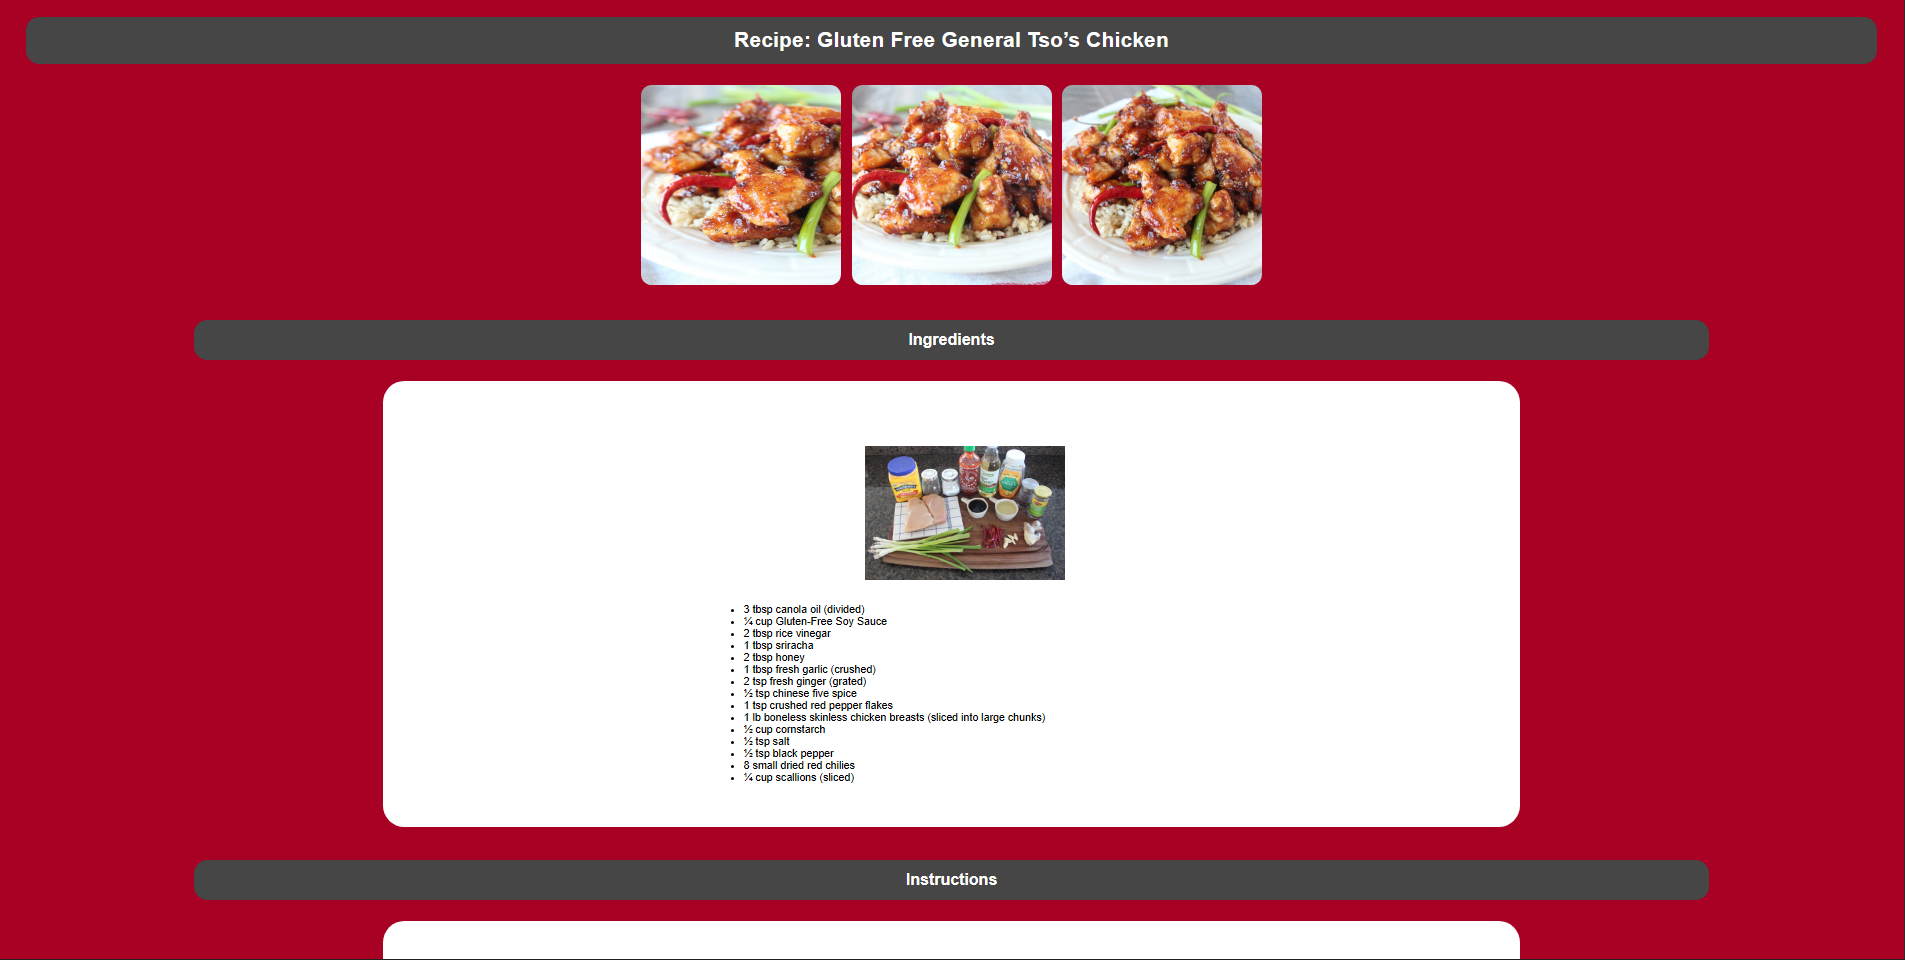 Recipe: Gluten Free General Tso’s Chicken
Ingredients
3 tbsp canola oil (divided)
¼ cup Gluten-Free Soy Sauce
2 tbsp rice vinegar
1 tbsp sriracha
2 tbsp honey
1 tbsp fresh garlic (crushed)
2 tsp fresh ginger (grated)
½ tsp chinese five spice
1 tsp crushed red pepper flakes
1 lb boneless skinless chicken breasts (sliced into large chunks)
½ cup cornstarch
½ tsp salt
½ tsp black pepper
8 small dried red chilies
¼ cup scallions (sliced)
Instructions